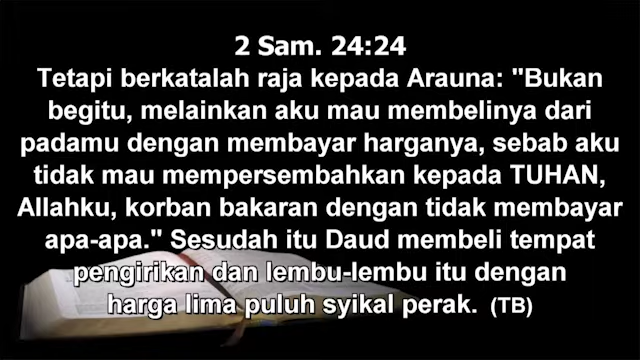 2 Sam. 24:24
Tetapi berkatalah raja kepada Arauna: "Bukan
begitu, melainkan aku mau membelinya dari
padamu dengan membayar harganya, sebab aku
tidak mau mempersembahkan kepada TUHAN,
Allahku, korban bakaran dengan tidak membayar
apa-apa." Sesudah itu Daud membeli tempat
pengirikan dan lembu-lembu itu dengan
harga lima puluh syikal perak. (TB)